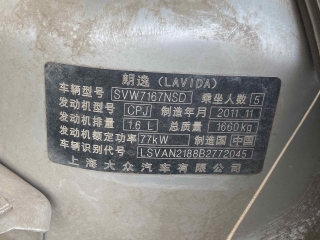 朗逸 (LAVIDA)
车辆型号 SVW7167NSD 乘坐人数 5
发动机型号 CPJ 制造年月 2011.11
发动机排量 1.6 L 总质量 1660kg
发动机额定功率 77kW 制造国 中国
车辆识别代号 LSVAN2188B2772045
上海大众汽车有限公司